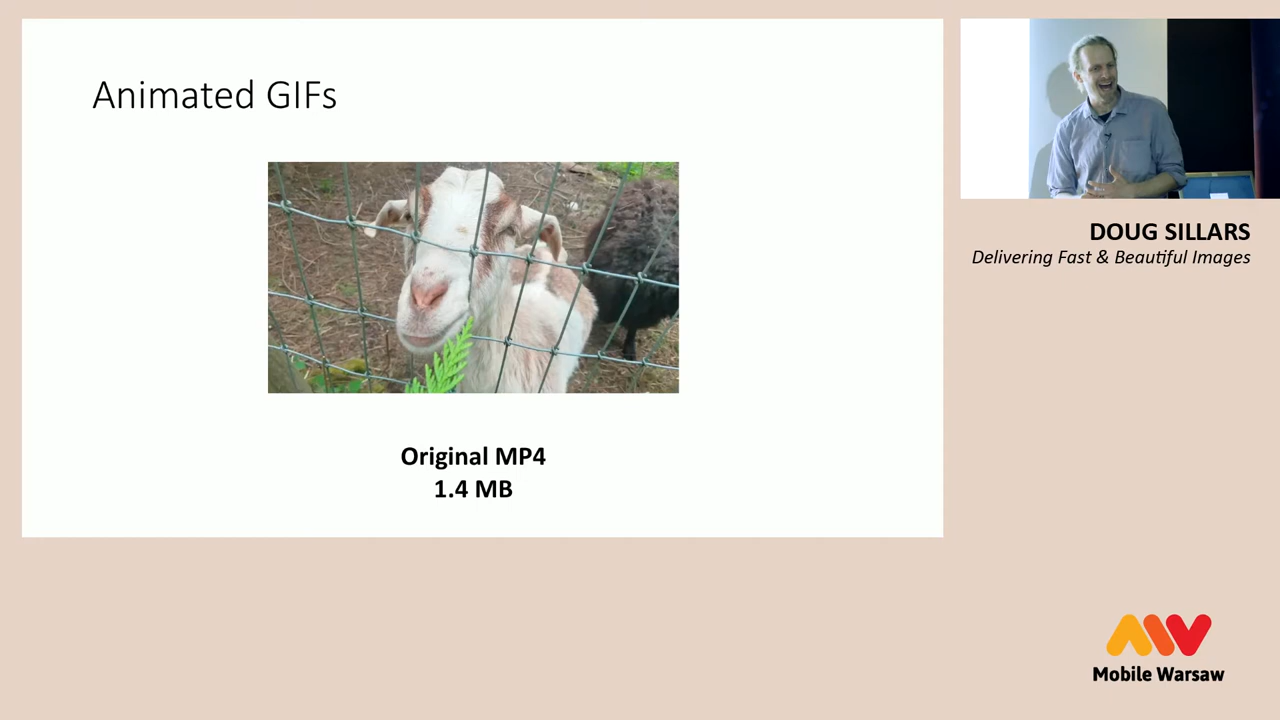 Animated GIFs
Original MP4
1.4 MB
DOUG SILLARS
Delivering Fast & Beautiful Images
Mobile Warsaw